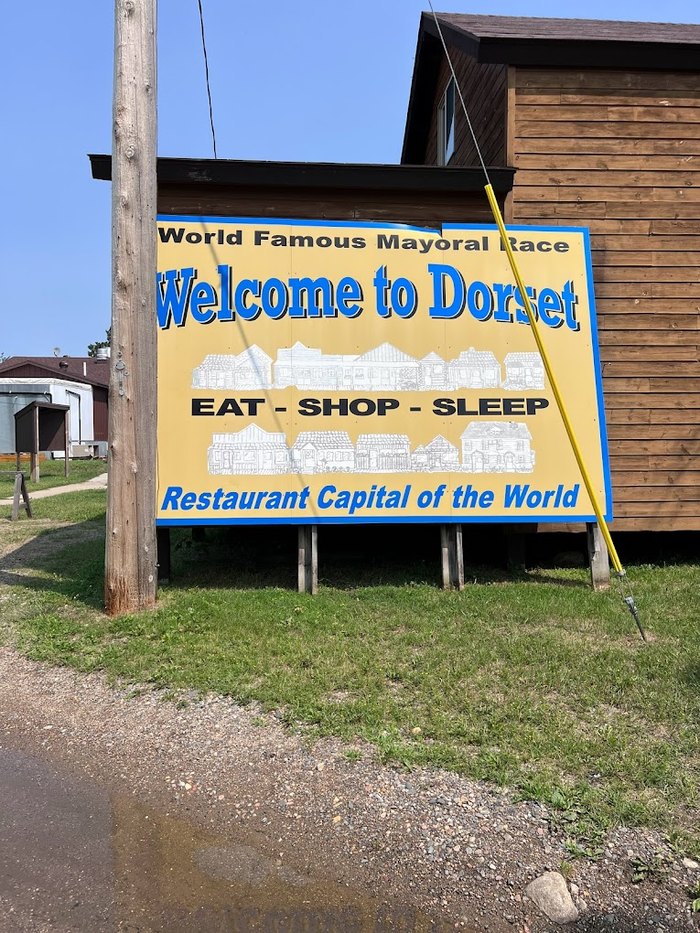 World Famous Mayoral Race
Welcome to Dorset
EAT - SHOP - SLEEP
Restaurant Capital of the World